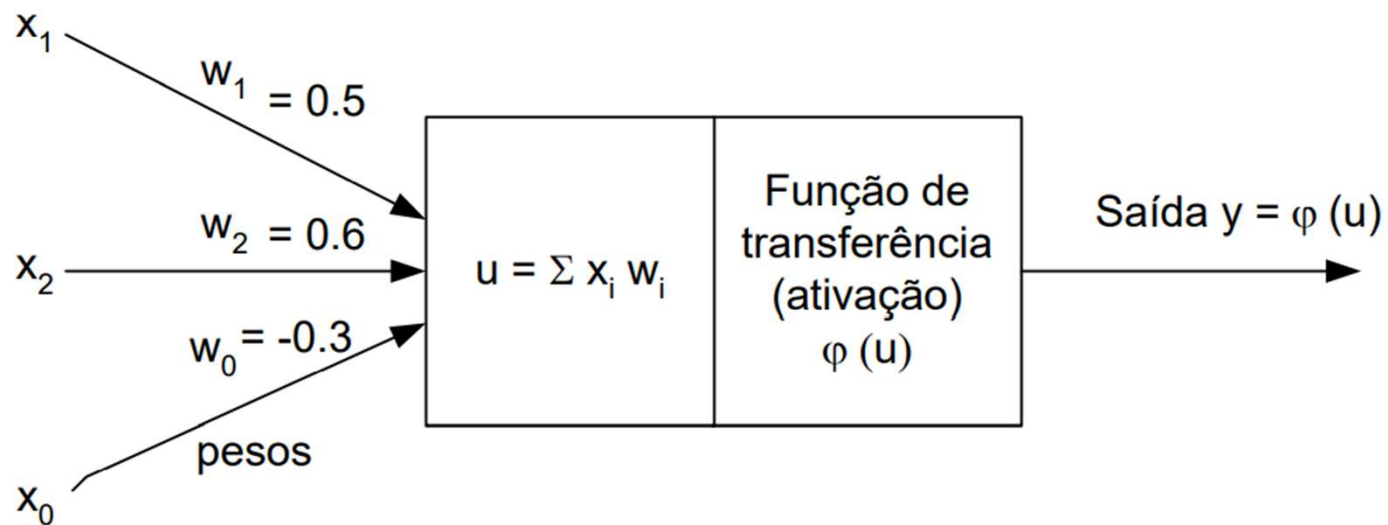 x₁
w₁ = 0.5
w₂ = 0.6
x₂
w₀ = -0.3
pesos
x₀
u = Σ xᵢ wᵢ
Função de
transferência
(ativação)
φ (u)
Saída y = φ (u)